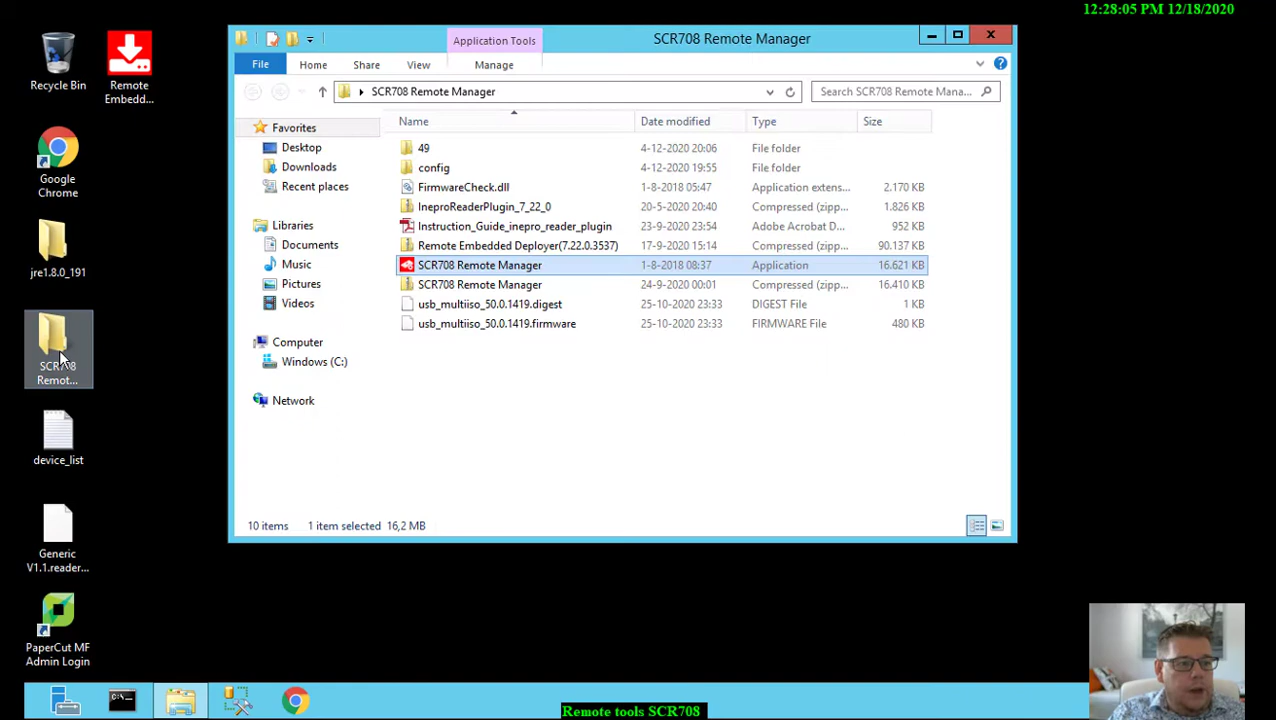 12:28:05 PM 12/18/2020
Recycle Bin
Remote
Embedd...
Google
Chrome
jre1.8.0_191
SCR708
Remot...
device_list
Generic
V1.1.reader...
PaperCut MF
Admin Login
Application Tools
SCR708 Remote Manager
File
Home
Share
View
Manage
SCR708 Remote Manager
Search SCR708 Remote Mana...
Favorites
Desktop
Downloads
Recent places
Libraries
Documents
Music
Pictures
Videos
Computer
Windows (C:)
Network
Name Date modified Type Size
49 4-12-2020 20:06 File folder
config 4-12-2020 19:55 File folder
FirmwareCheck.dll 1-8-2018 05:47 Application extens... 2.170 KB
IneproReaderPlugin_7_22_0 20-5-2020 20:40 Compressed (zipp... 1.826 KB
Instruction_Guide_inepro_reader_plugin 23-9-2020 23:54 Adobe Acrobat D... 952 KB
Remote Embedded Deployer(7.22.0.3537) 17-9-2020 15:14 Compressed (zipp... 90.137 KB
SCR708 Remote Manager 1-8-2018 08:37 Application 16.621 KB
SCR708 Remote Manager 24-9-2020 00:01 Compressed (zipp... 16.410 KB
usb_multiiso_50.0.1419.digest 25-10-2020 23:33 DIGEST File 1 KB
usb_multiiso_50.0.1419.firmware 25-10-2020 23:33 FIRMWARE File 480 KB
10 items 1 item selected 16,2 MB
Remote tools SCR708